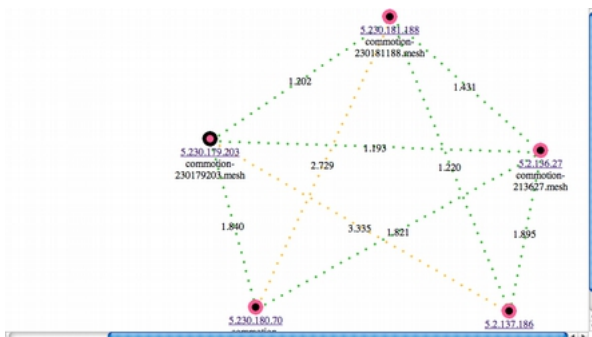 5.230.181.188
commotion-
230181188.mesh
1.202
1.431
5.230.179.203
commotion-
230179203.mesh
1.193
5.2.136.27
commotion-
213627.mesh
2.729
1.220
1.840
3.335
1.821
1.895
5.230.180.70
5.2.137.186